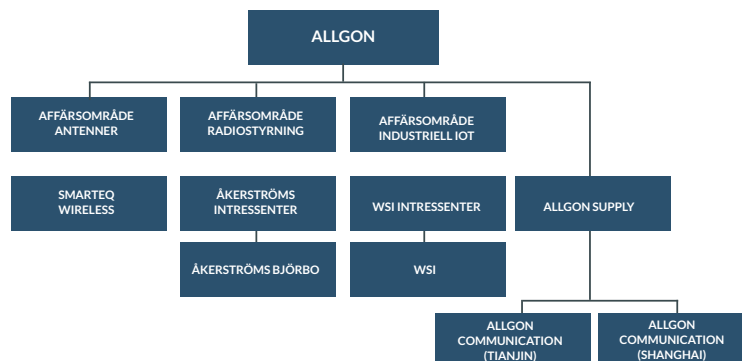 ALLGON
AFFÄRSOMRÅDE
ANTENNER
AFFÄRSOMRÅDE
RADIOSTYRNING
AFFÄRSOMRÅDE
INDUSTRIELL IOT
SMARTEQ
WIRELESS
ÅKERSTRÖMS
INTRESSENTER
WSI INTRESSENTER
ALLGON SUPPLY
ÅKERSTRÖMS BJÖRBO
WSI
ALLGON
COMMUNICATION
(TIANJIN)
ALLGON
COMMUNICATION
(SHANGHAI)